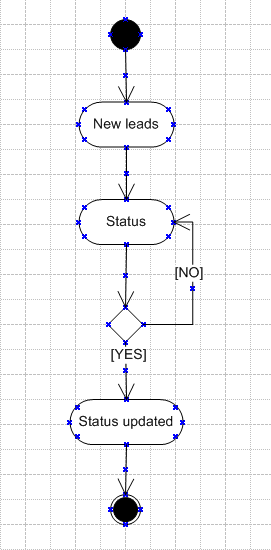 New leads
Status
[NO]
[YES]
Status updated